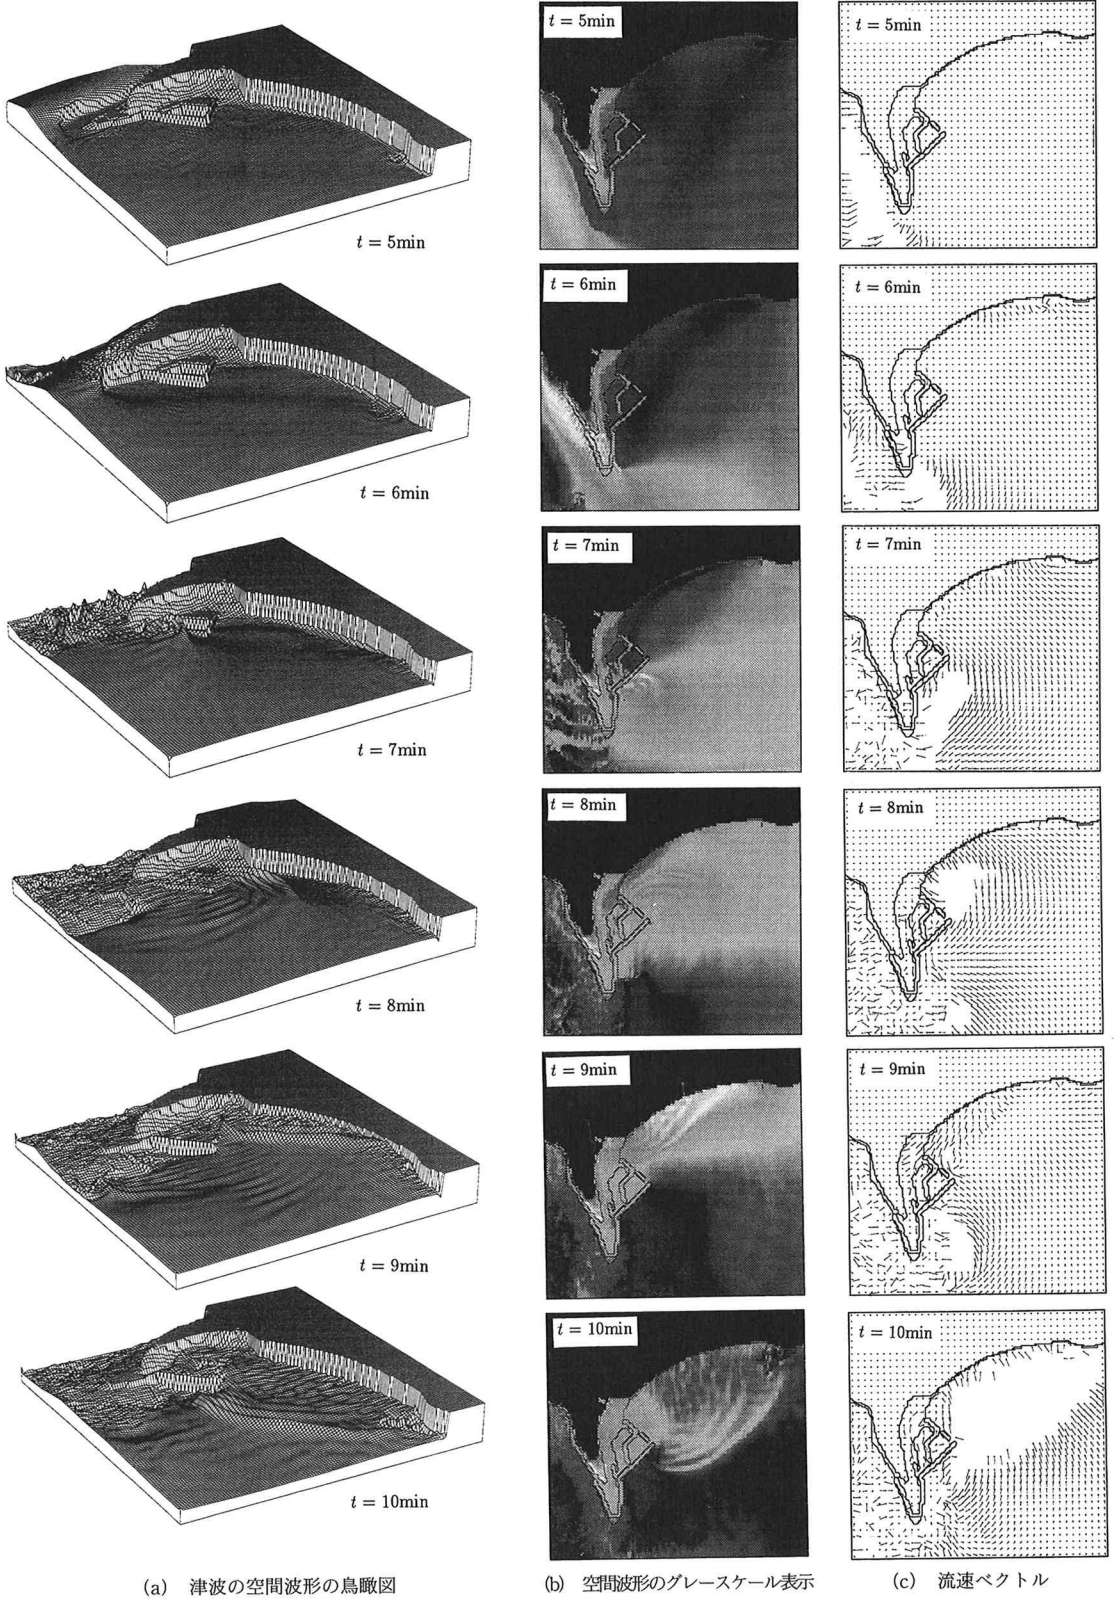 t = 5min
t = 5min
t = 5min
t = 6min
t = 6min
t = 6min
t = 7min
t = 7min
t = 7min
t = 8min
t = 8min
t = 8min
t = 9min
t = 9min
t = 9min
t = 10min
t = 10min
t = 10min
(a) 津波の空間波形の鳥瞰図
(b) 空間波形のグレースケール表示
(c) 流速ベクトル